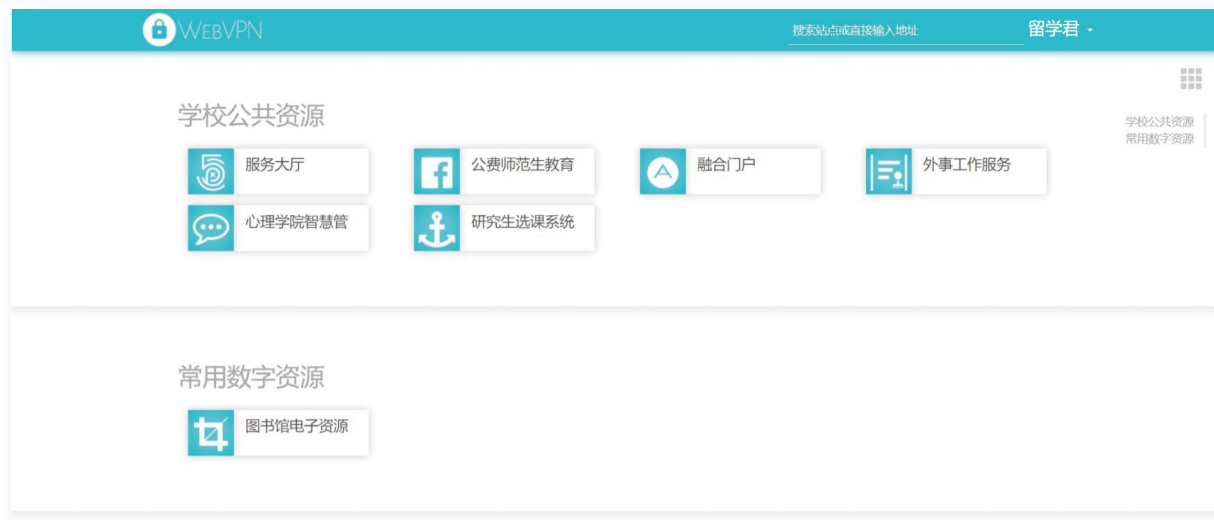 WEBVPN
搜索站点或直接输入地址
留学君
学校公共资源
常用数字资源
学校公共资源
服务大厅
公费师范生教育
融合门户
外事工作服务
心理学院智慧管
研究生选课系统
常用数字资源
图书馆电子资源